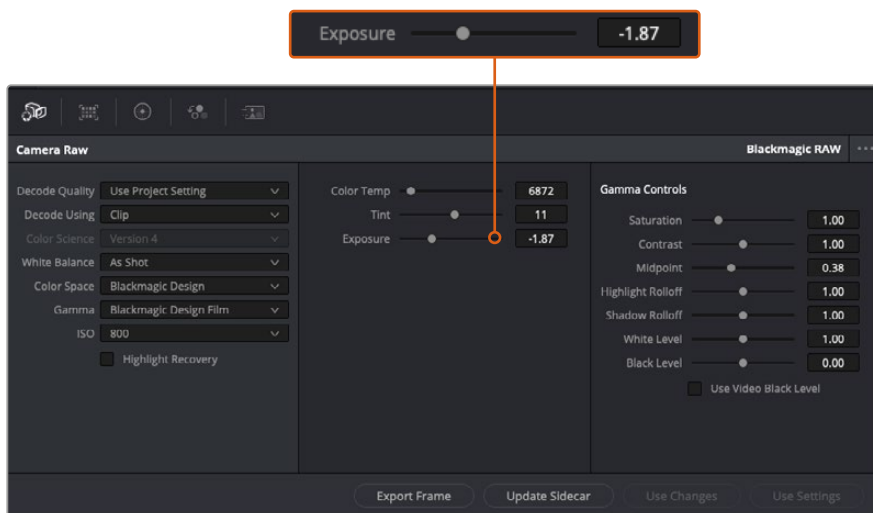 Exposure -1.87
Camera Raw
Blackmagic RAW
Decode Quality Use Project Setting
Decode Using Clip
Color Science Version 4
White Balance As Shot
Color Space Blackmagic Design
Gamma Blackmagic Design Film
ISO 800
Highlight Recovery
Color Temp 6872
Tint 11
Exposure -1.87
Gamma Controls
Saturation 1.00
Contrast 1.00
Midpoint 0.38
Highlight Rolloff 1.00
Shadow Rolloff 1.00
White Level 1.00
Black Level 0.00
Use Video Black Level
Export Frame
Update Sidecar
Use Changes
Use Settings